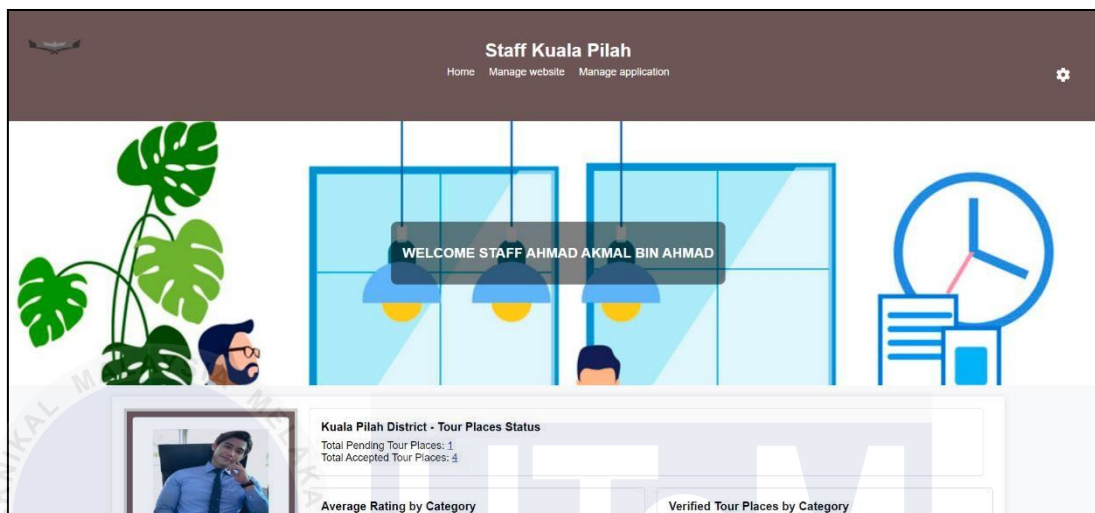 Staff Kuala Pilah
Home Manage website Manage application
WELCOME STAFF AHMAD AKMAL BIN AHMAD
Kuala Pilah District - Tour Places Status
Total Pending Tour Places: 1
Total Accepted Tour Places: 4
Average Rating by Category
Verified Tour Places by Category